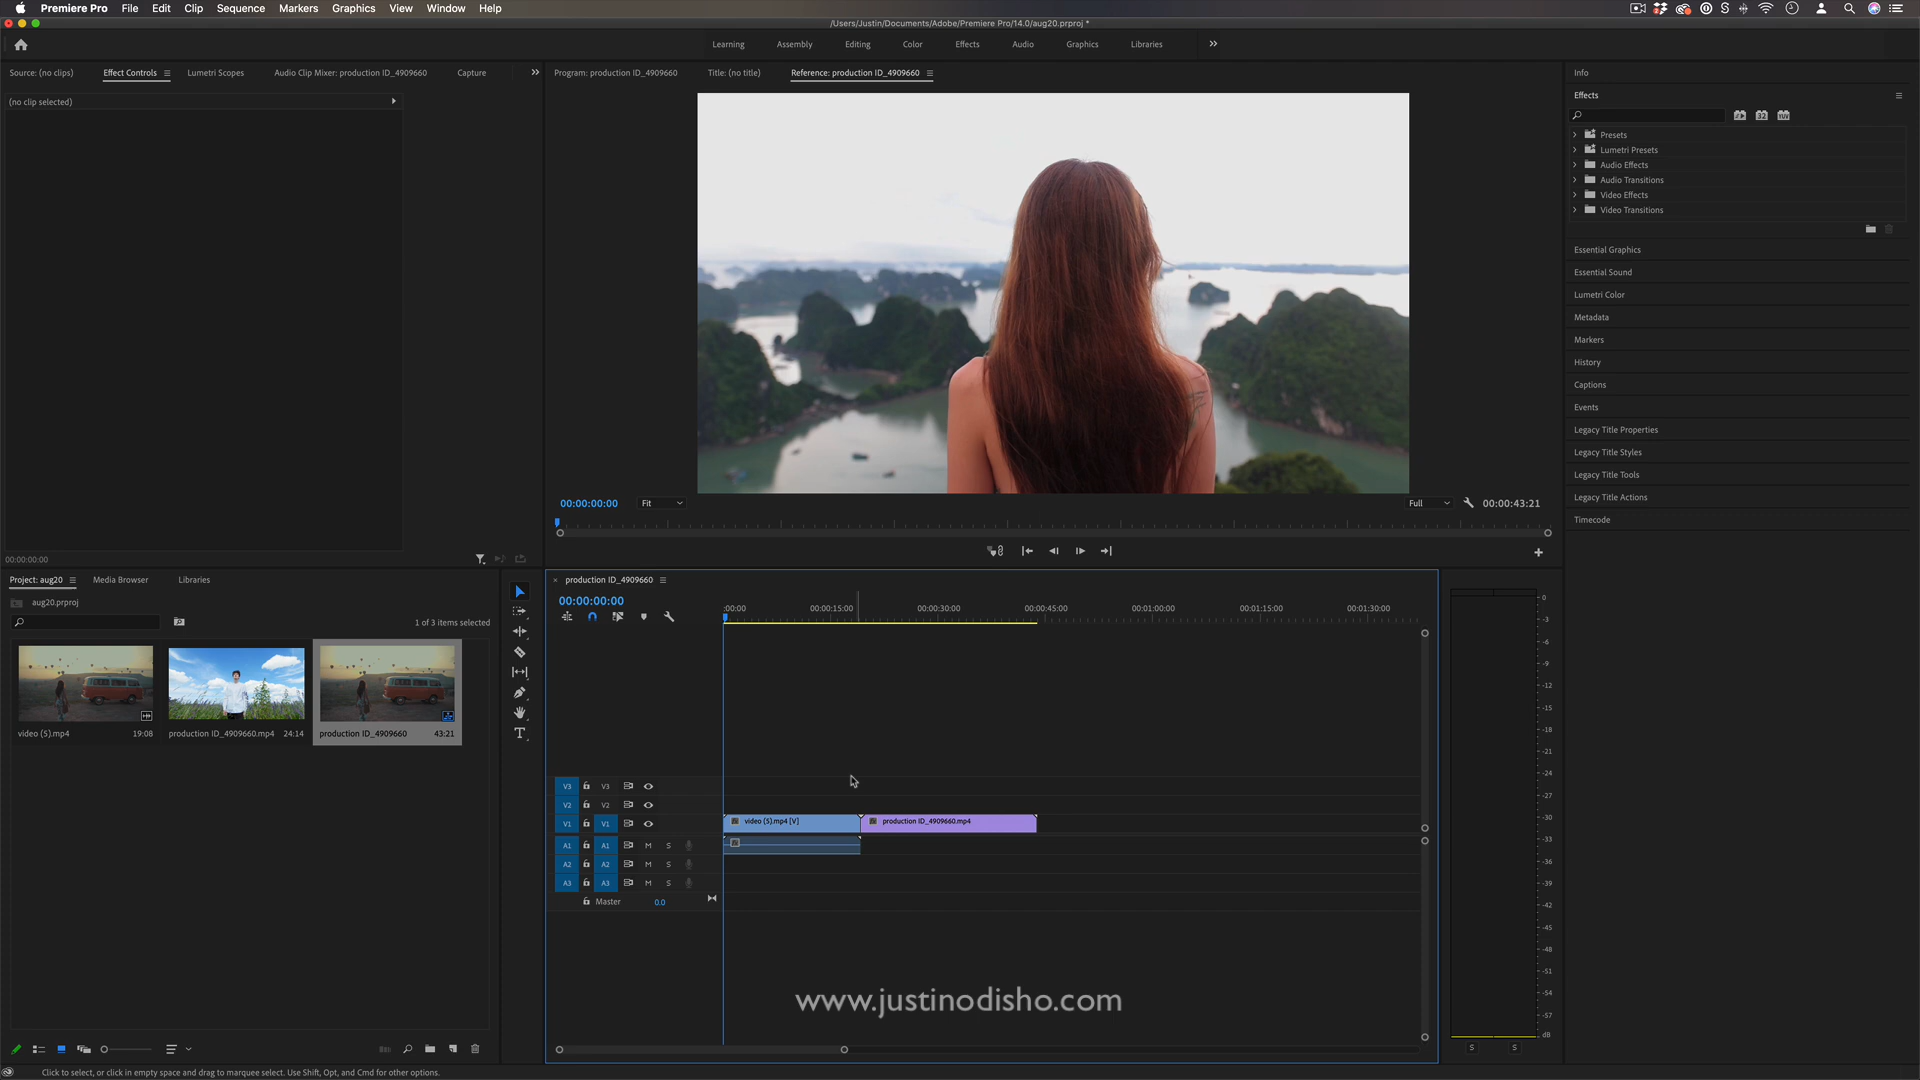 Premiere Pro File Edit Clip Sequence Markers Graphics View Window Help
/Users/Justin/Documents/Adobe/Premiere Pro/14.0/aug20.prproj *
Learning Assembly Editing Color Effects Audio Graphics Libraries
Source: (no clips) Effect Controls Lumetri Scopes Audio Clip Mixer: production ID_4909660 Capture
Program: production ID_4909660 Title: (no title) Reference: production ID_4909660
(no clip selected)
00:00:00:00 Fit Full 00:00:43:21
00:00:00:00
Info
Effects
Presets
Lumetri Presets
Audio Effects
Audio Transitions
Video Effects
Video Transitions
Essential Graphics
Essential Sound
Lumetri Color
Metadata
Markers
History
Captions
Events
Legacy Title Properties
Legacy Title Styles
Legacy Title Tools
Legacy Title Actions
Timecode
Project: aug20 Media Browser Libraries
aug20.prproj
1 of 3 items selected
video (5).mp4 19:08
production ID_4909660.mp4 24:14
production ID_4909660 43:21
production ID_4909660
00:00:00:00
:00:00 00:00:15:00 00:00:30:00 00:00:45:00 00:01:00:00 00:01:15:00 00:01:30:00
V3 V3
V2 V2
V1 V1 video (5).mp4 [V] production ID_4909660.mp4
A1 A1 M S
A2 A2 M S
A3 A3 M S
Master 0.0
0
-3
-6
-9
-12
-15
-18
-21
-24
-27
-30
-33
-36
-39
-42
-45
-48
-51
-54
-57
dB
S S
www.justinodisho.com
Click to select, or click in empty space and drag to marquee select. Use Shift, Opt, and Cmd for other options.